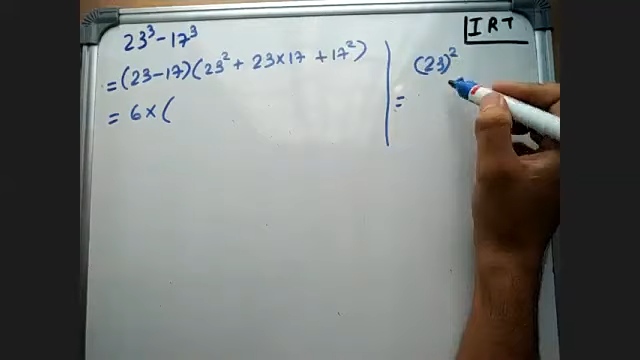 23³ - 17³
= (23-17)(23² + 23×17 + 17²)
= 6 × (
IRT
(23)²
=